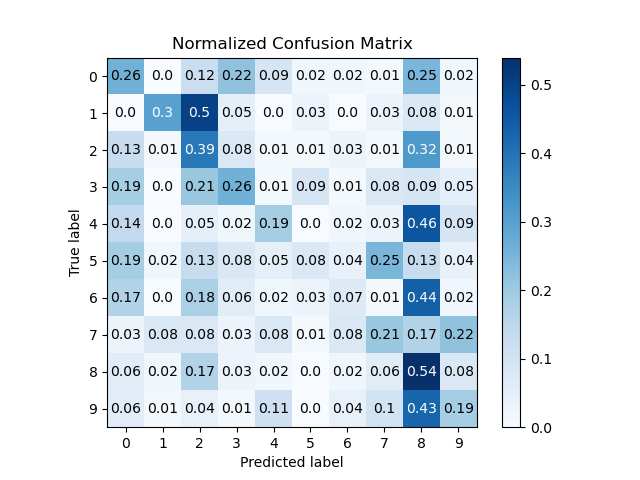 Normalized Confusion Matrix
0 0.26 0.0 0.12 0.22 0.09 0.02 0.02 0.01 0.25 0.02
1 0.0 0.3 0.5 0.05 0.0 0.03 0.0 0.03 0.08 0.01
2 0.13 0.01 0.39 0.08 0.01 0.01 0.03 0.01 0.32 0.01
3 0.19 0.0 0.21 0.26 0.01 0.09 0.01 0.08 0.09 0.05
4 0.14 0.0 0.05 0.02 0.19 0.0 0.02 0.03 0.46 0.09
5 0.19 0.02 0.13 0.08 0.05 0.08 0.04 0.25 0.13 0.04
6 0.17 0.0 0.18 0.06 0.02 0.03 0.07 0.01 0.44 0.02
7 0.03 0.08 0.08 0.03 0.08 0.01 0.08 0.21 0.17 0.22
8 0.06 0.02 0.17 0.03 0.02 0.0 0.02 0.06 0.54 0.08
9 0.06 0.01 0.04 0.01 0.11 0.0 0.04 0.1 0.43 0.19
0 1 2 3 4 5 6 7 8 9
Predicted label
True label
0.5
0.4
0.3
0.2
0.1
0.0